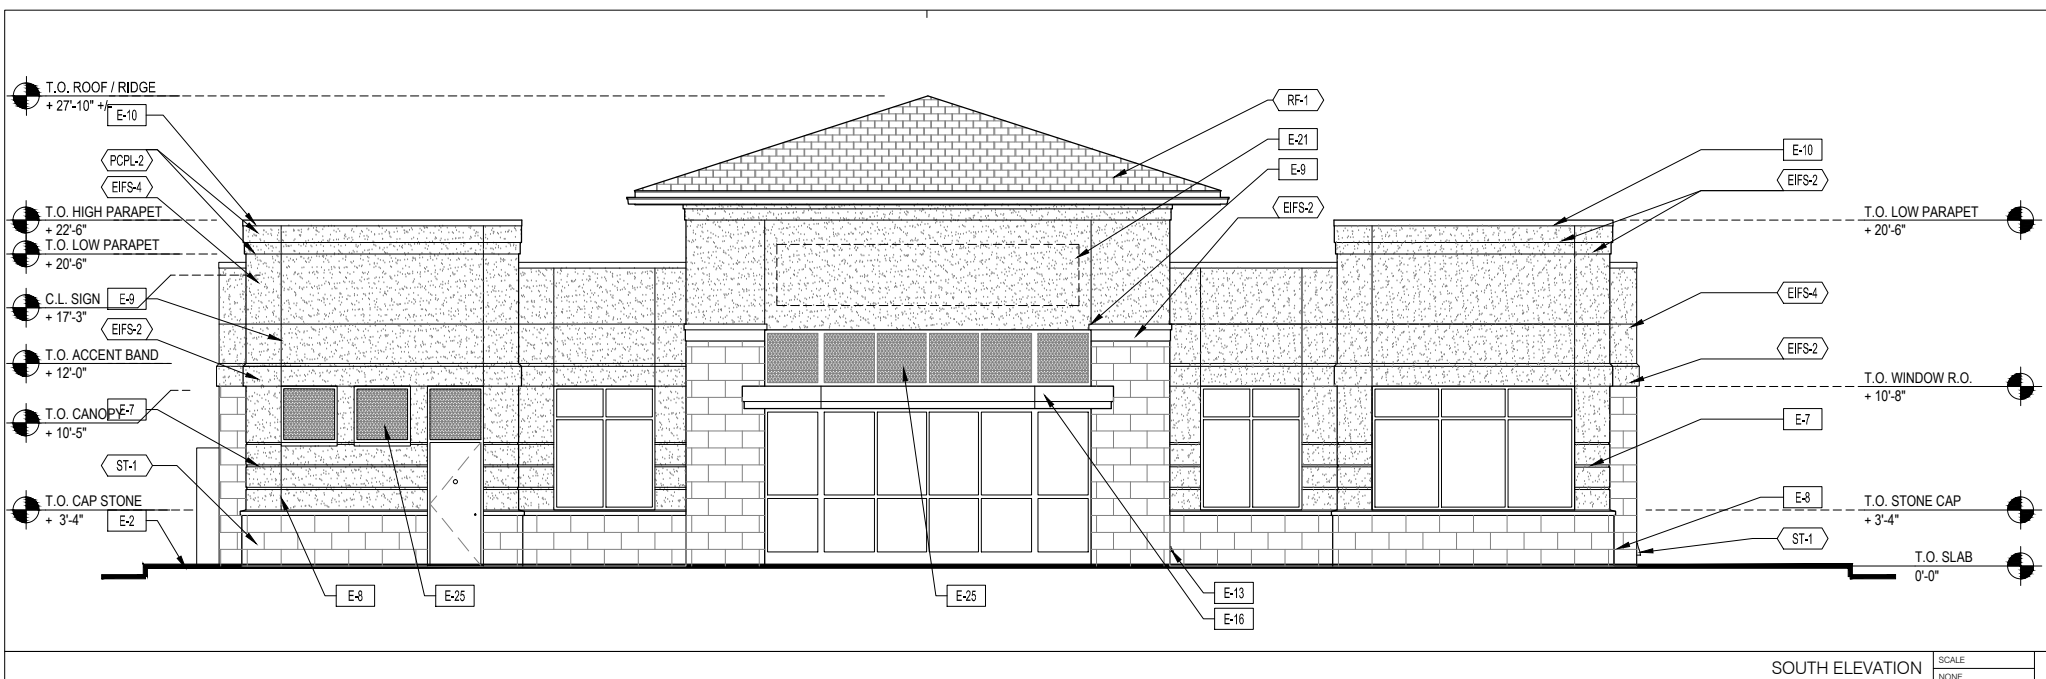 T.O. ROOF / RIDGE
+ 27'-10" +/-
E-10
PCPL-2
EIFS-4
T.O. HIGH PARAPET
+ 22'-6"
T.O. LOW PARAPET
+ 20'-6"
C.L. SIGN
+ 17'-3"
E-9
EIFS-2
T.O. ACCENT BAND
+ 12'-0"
T.O. CANOPY
+ 10'-5"
E-7
ST-1
T.O. CAP STONE
+ 3'-4"
E-2
E-8
E-25
E-25
E-13
E-16
RF-1
E-21
E-9
EIFS-2
E-10
EIFS-2
T.O. LOW PARAPET
+ 20'-6"
EIFS-4
EIFS-2
T.O. WINDOW R.O.
+ 10'-8"
E-7
E-8
T.O. STONE CAP
+ 3'-4"
ST-1
T.O. SLAB
0'-0"
SOUTH ELEVATION
SCALE
NONE